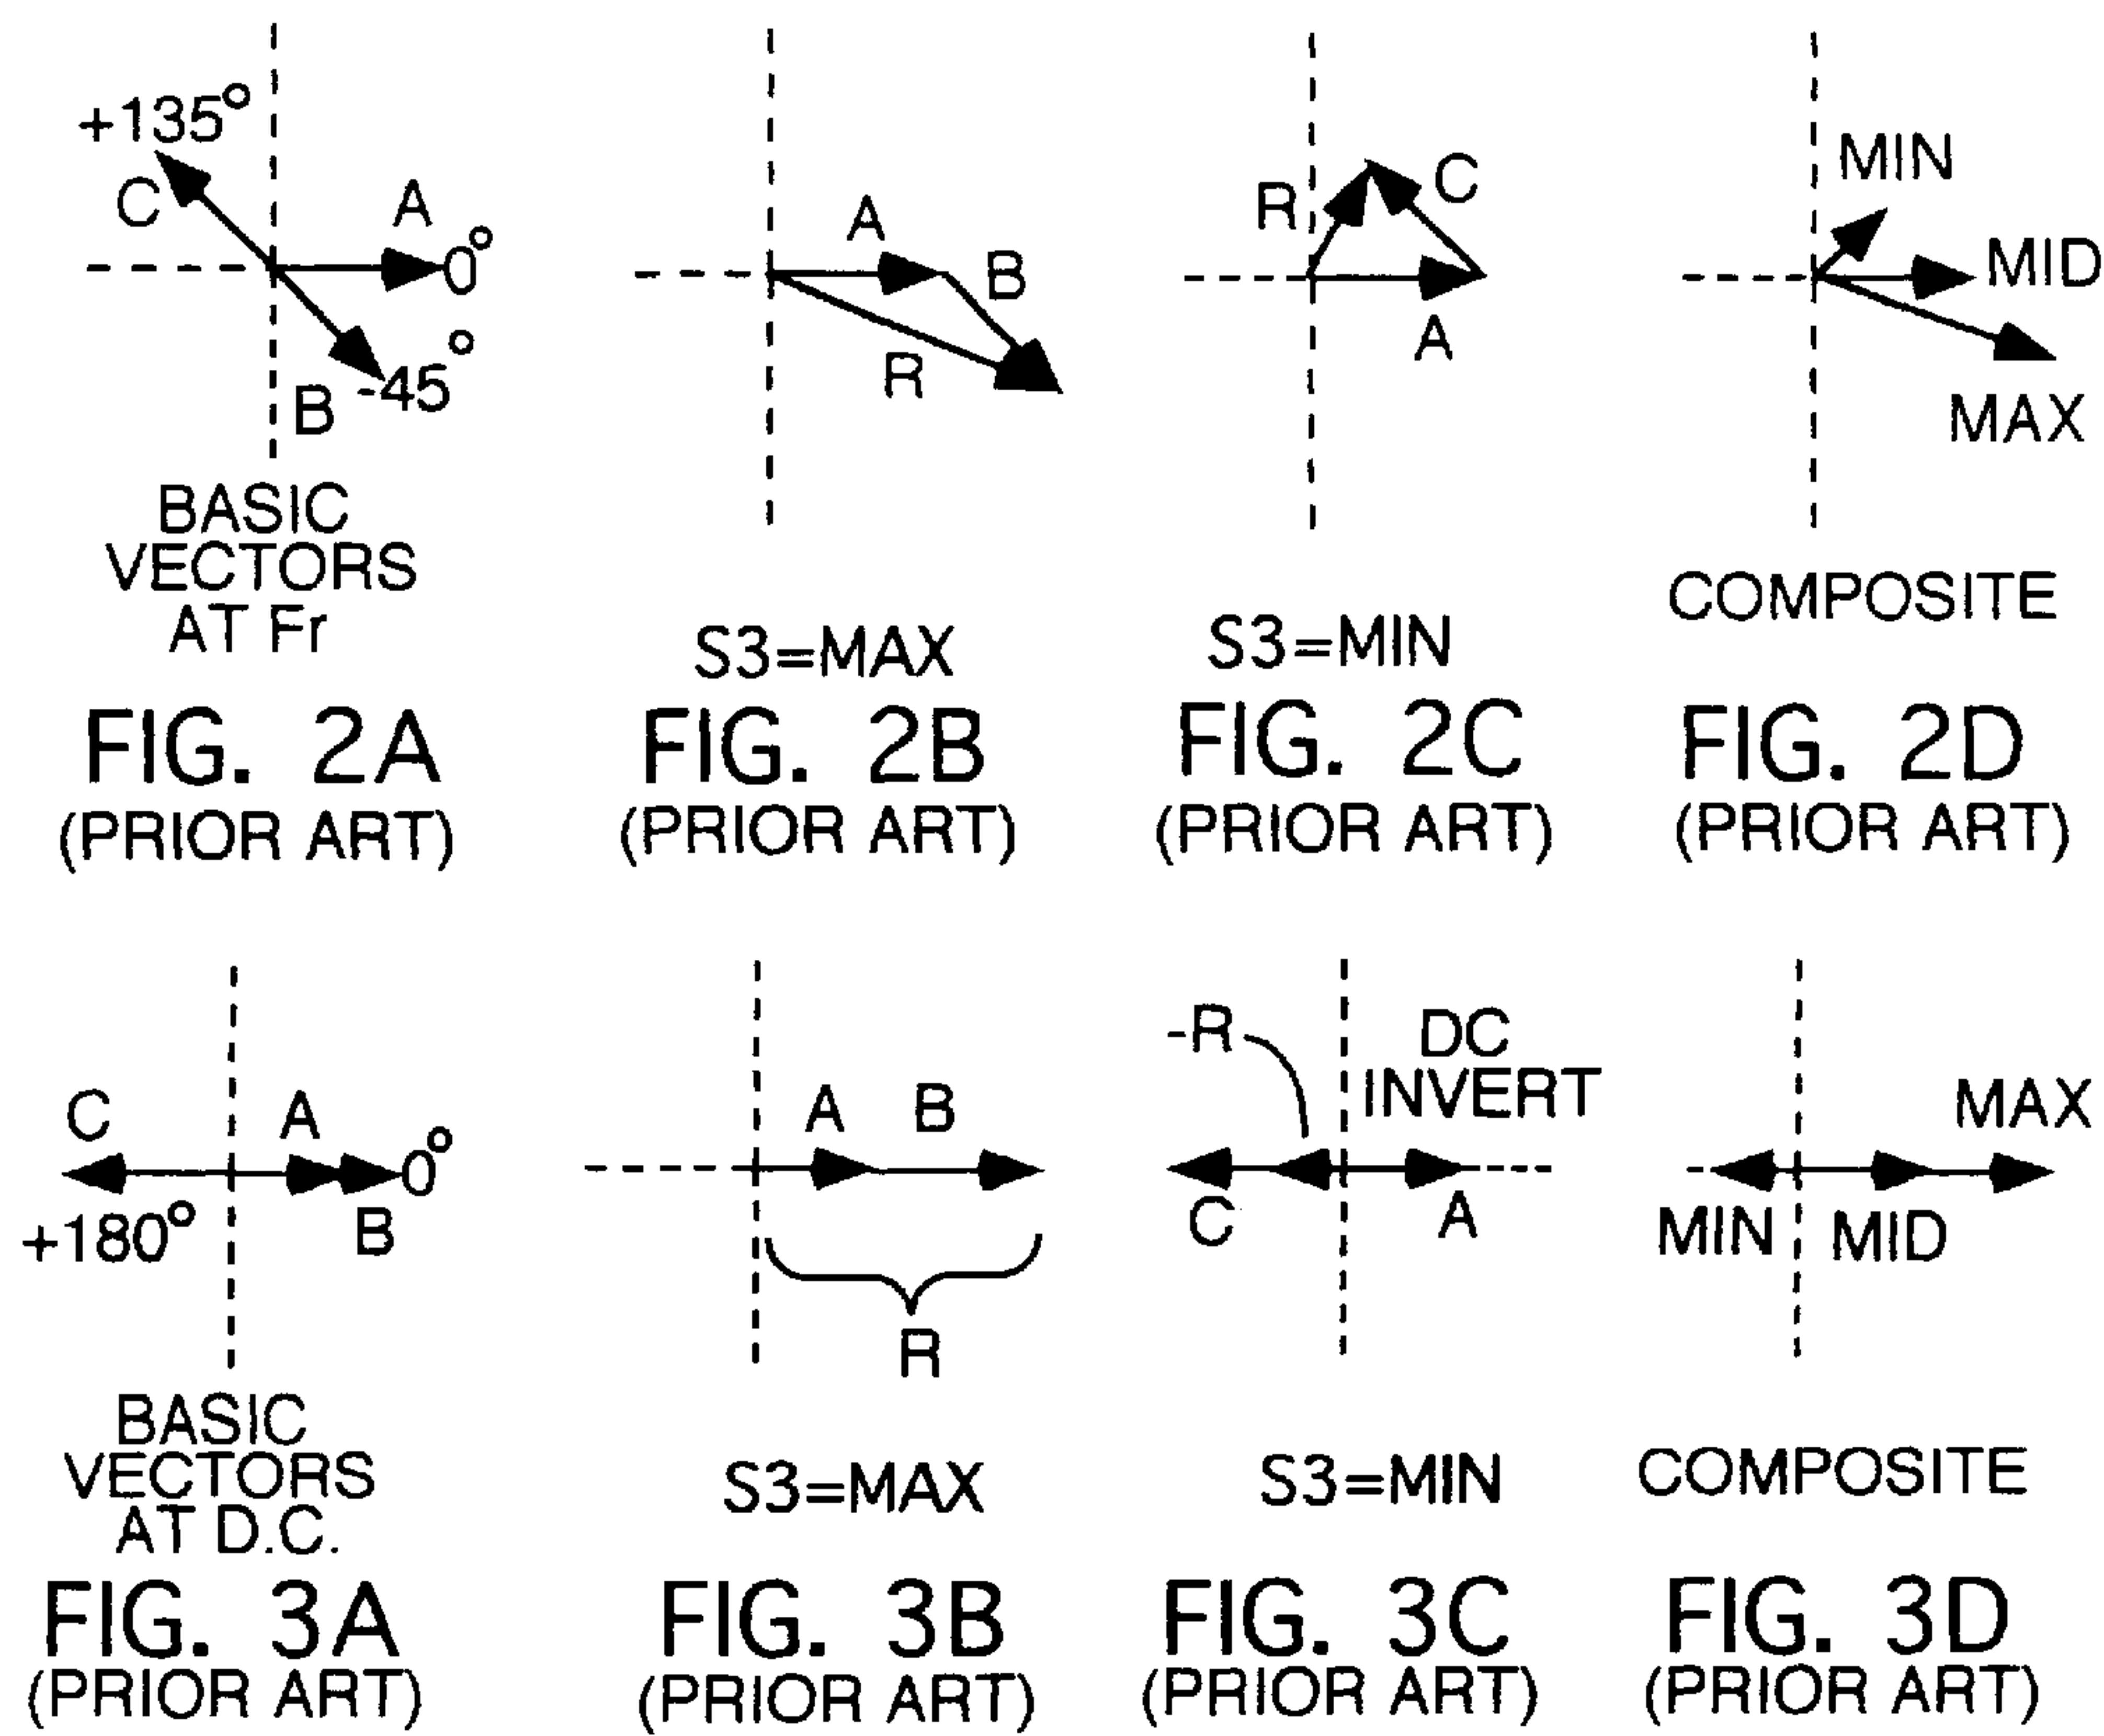 +135°
C
A
0°
-45°
B
BASIC
VECTORS
AT Fr
FIG. 2A
(PRIOR ART)
A
B
R
S3=MAX
FIG. 2B
(PRIOR ART)
R
C
A
S3=MIN
FIG. 2C
(PRIOR ART)
MIN
MID
MAX
COMPOSITE
FIG. 2D
(PRIOR ART)
C
A
0°
+180°
B
BASIC
VECTORS
AT D.C.
FIG. 3A
(PRIOR ART)
A
B
R
S3=MAX
FIG. 3B
(PRIOR ART)
-R
DC
INVERT
C
A
S3=MIN
FIG. 3C
(PRIOR ART)
MAX
MIN
MID
COMPOSITE
FIG. 3D
(PRIOR ART)